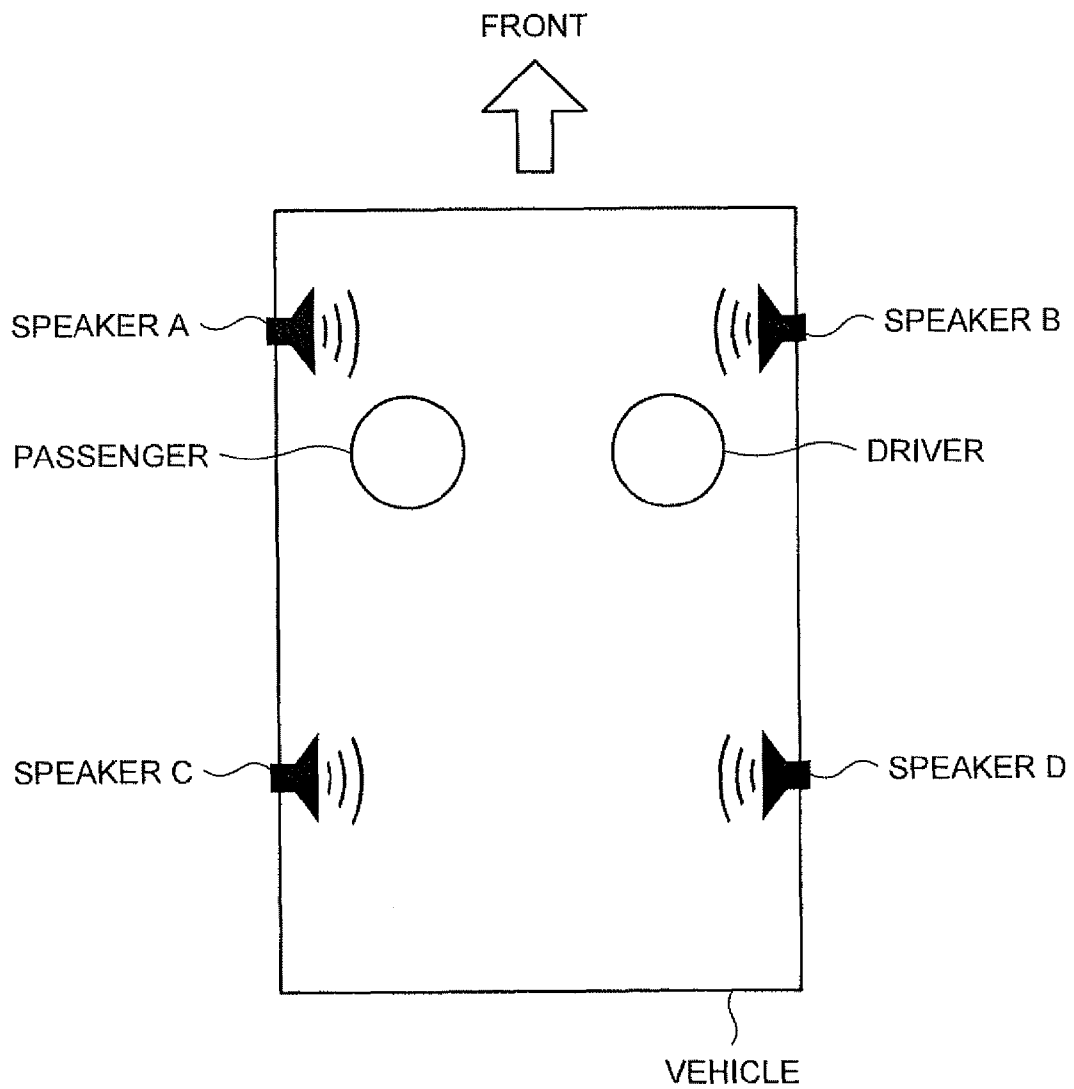 FRONT
SPEAKER A
SPEAKER B
PASSENGER
DRIVER
SPEAKER C
SPEAKER D
VEHICLE